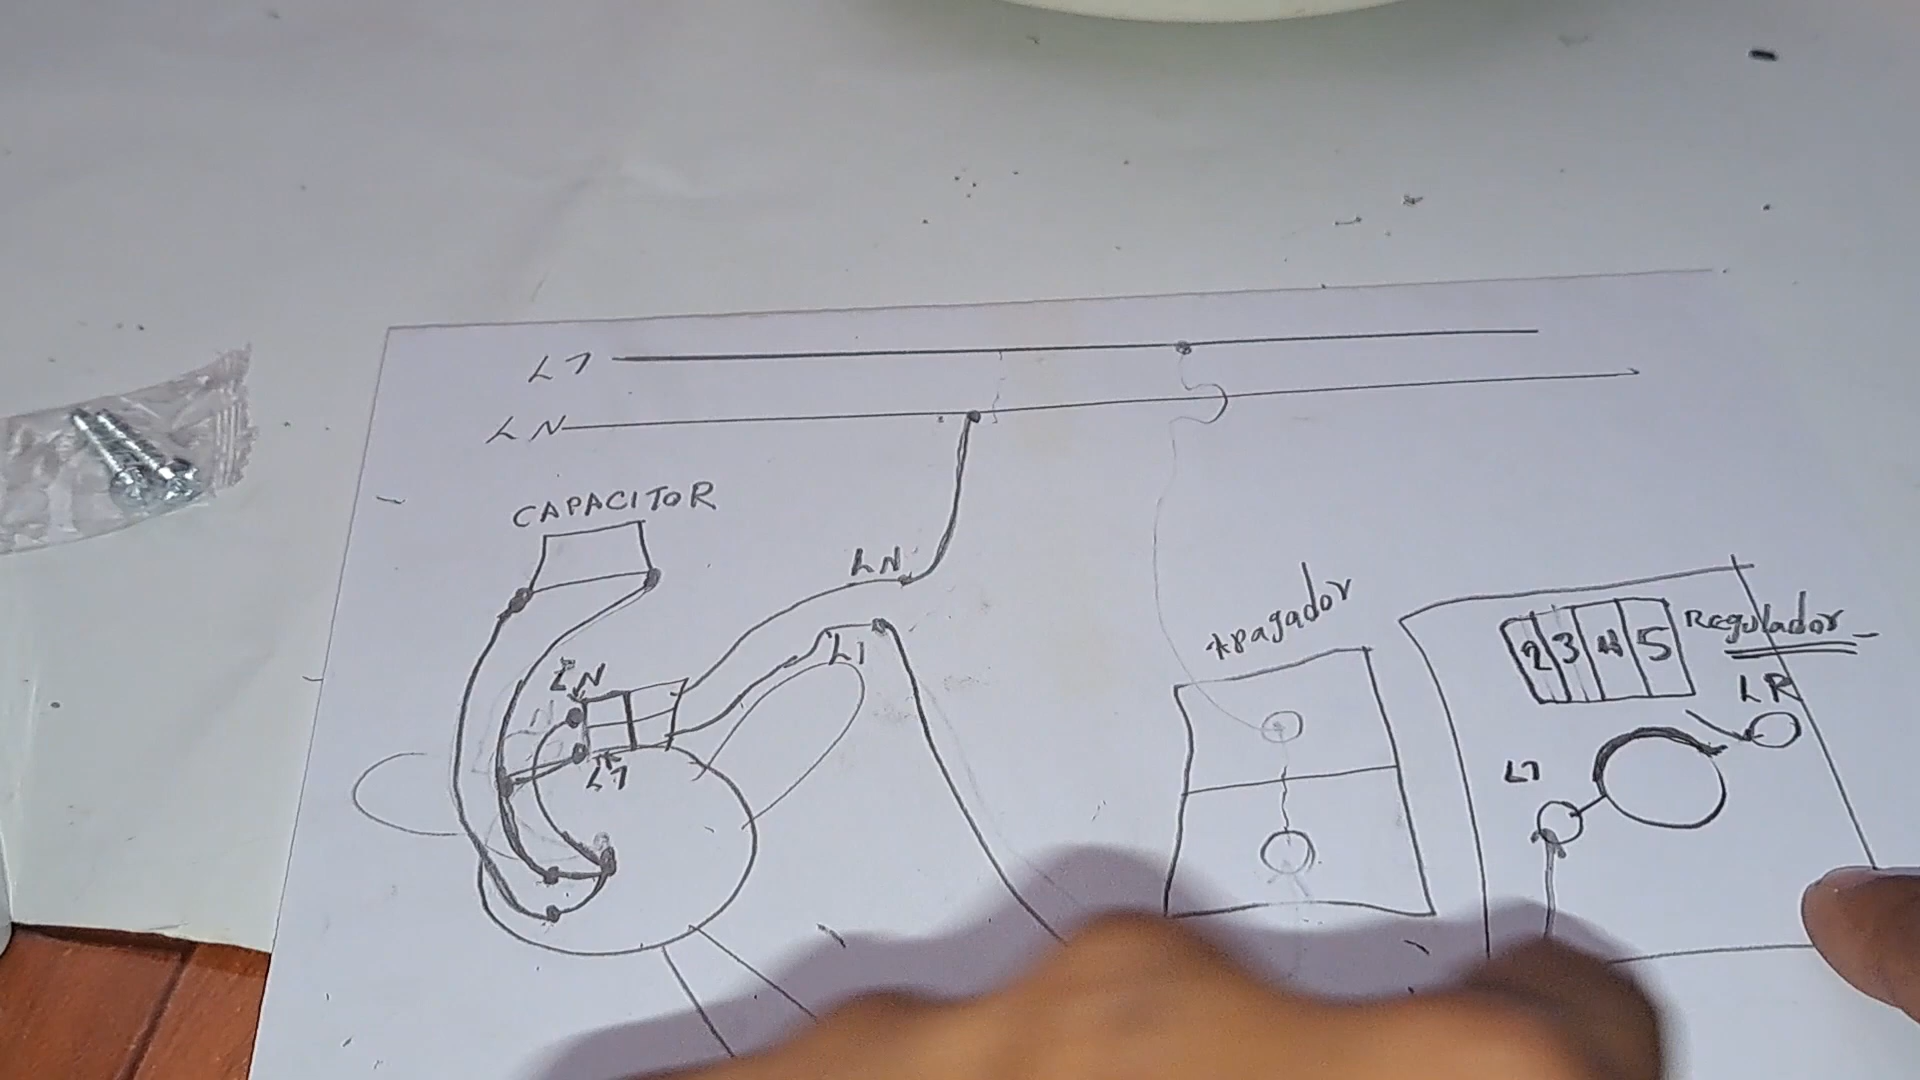 L1
LN
CAPACITOR
LN
L1
LN
L1
Apagador
Regulador
2 3 4 5
LR
L1